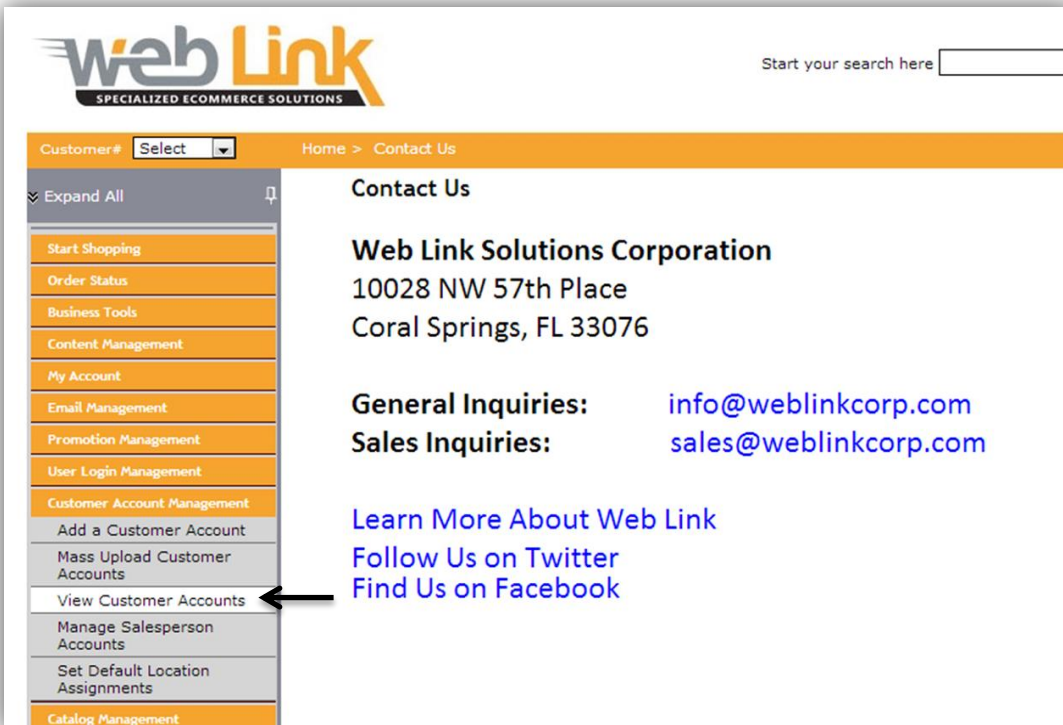 Web Link
SPECIALIZED ECOMMERCE SOLUTIONS
Start your search here
Customer# Select
Home > Contact Us
Expand All
Start Shopping
Order Status
Business Tools
Content Management
My Account
Email Management
Promotion Management
User Login Management
Customer Account Management
Add a Customer Account
Mass Upload Customer
Accounts
View Customer Accounts
Manage Salesperson
Accounts
Set Default Location
Assignments
Catalog Management
Contact Us
Web Link Solutions Corporation
10028 NW 57th Place
Coral Springs, FL 33076
General Inquiries: info@weblinkcorp.com
Sales Inquiries: sales@weblinkcorp.com
Learn More About Web Link
Follow Us on Twitter
Find Us on Facebook